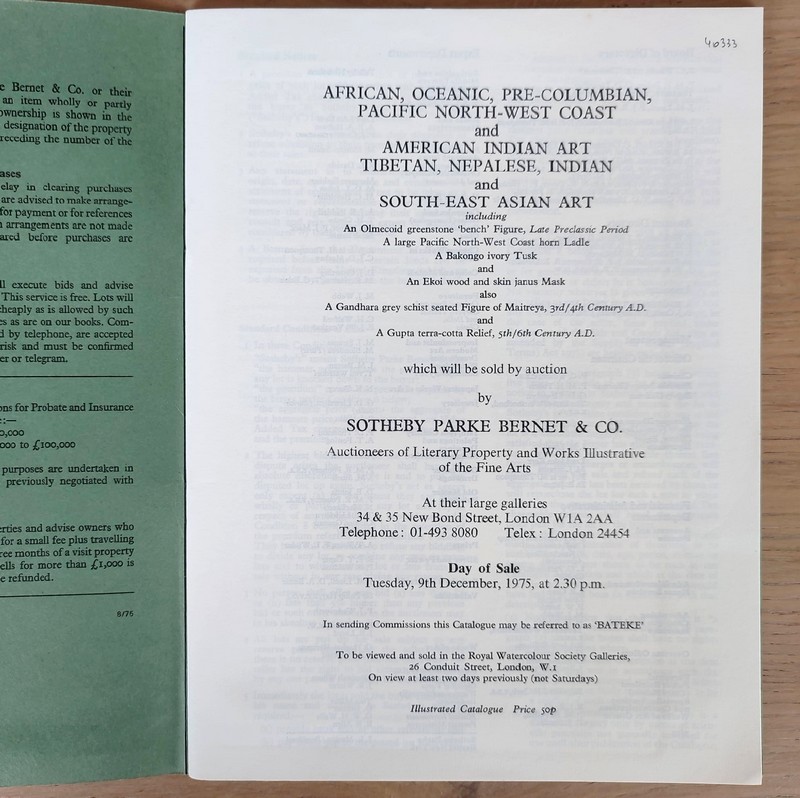 e Bernet & Co. or their
an item wholly or partly
ownership is shown in the
designation of the property
receding the number of the
ases
elay in clearing purchases
are advised to make arrange-
for payment or for references
arrangements are not made
ared before purchases are
ll execute bids and advise
This service is free. Lots will
cheaply as is allowed by such
es as are on our books. Com-
d by telephone, are accepted
risk and must be confirmed
er or telegram.
ons for Probate and Insurance
:—
0,000
000 to £100,000
purposes are undertaken in
previously negotiated with
erties and advise owners who
for a small fee plus travelling
ree months of a visit property
ells for more than £1,000 is
e refunded.
8/75
40333
AFRICAN, OCEANIC, PRE-COLUMBIAN,
PACIFIC NORTH-WEST COAST
and
AMERICAN INDIAN ART
TIBETAN, NEPALESE, INDIAN
and
SOUTH-EAST ASIAN ART
including
An Olmecoid greenstone ‘bench’ Figure, Late Preclassic Period
A large Pacific North-West Coast horn Ladle
A Bakongo ivory Tusk
and
An Ekoi wood and skin janus Mask
also
A Gandhara grey schist seated Figure of Maitreya, 3rd/4th Century A.D.
and
A Gupta terra-cotta Relief, 5th/6th Century A.D.
which will be sold by auction
by
SOTHEBY PARKE BERNET & CO.
Auctioneers of Literary Property and Works Illustrative
of the Fine Arts
At their large galleries
34 & 35 New Bond Street, London W1A 2AA
Telephone: 01-493 8080 Telex: London 24454
Day of Sale
Tuesday, 9th December, 1975, at 2.30 p.m.
In sending Commissions this Catalogue may be referred to as ‘BATEKE’
To be viewed and sold in the Royal Watercolour Society Galleries,
26 Conduit Street, London, W.1
On view at least two days previously (not Saturdays)
Illustrated Catalogue Price 50p